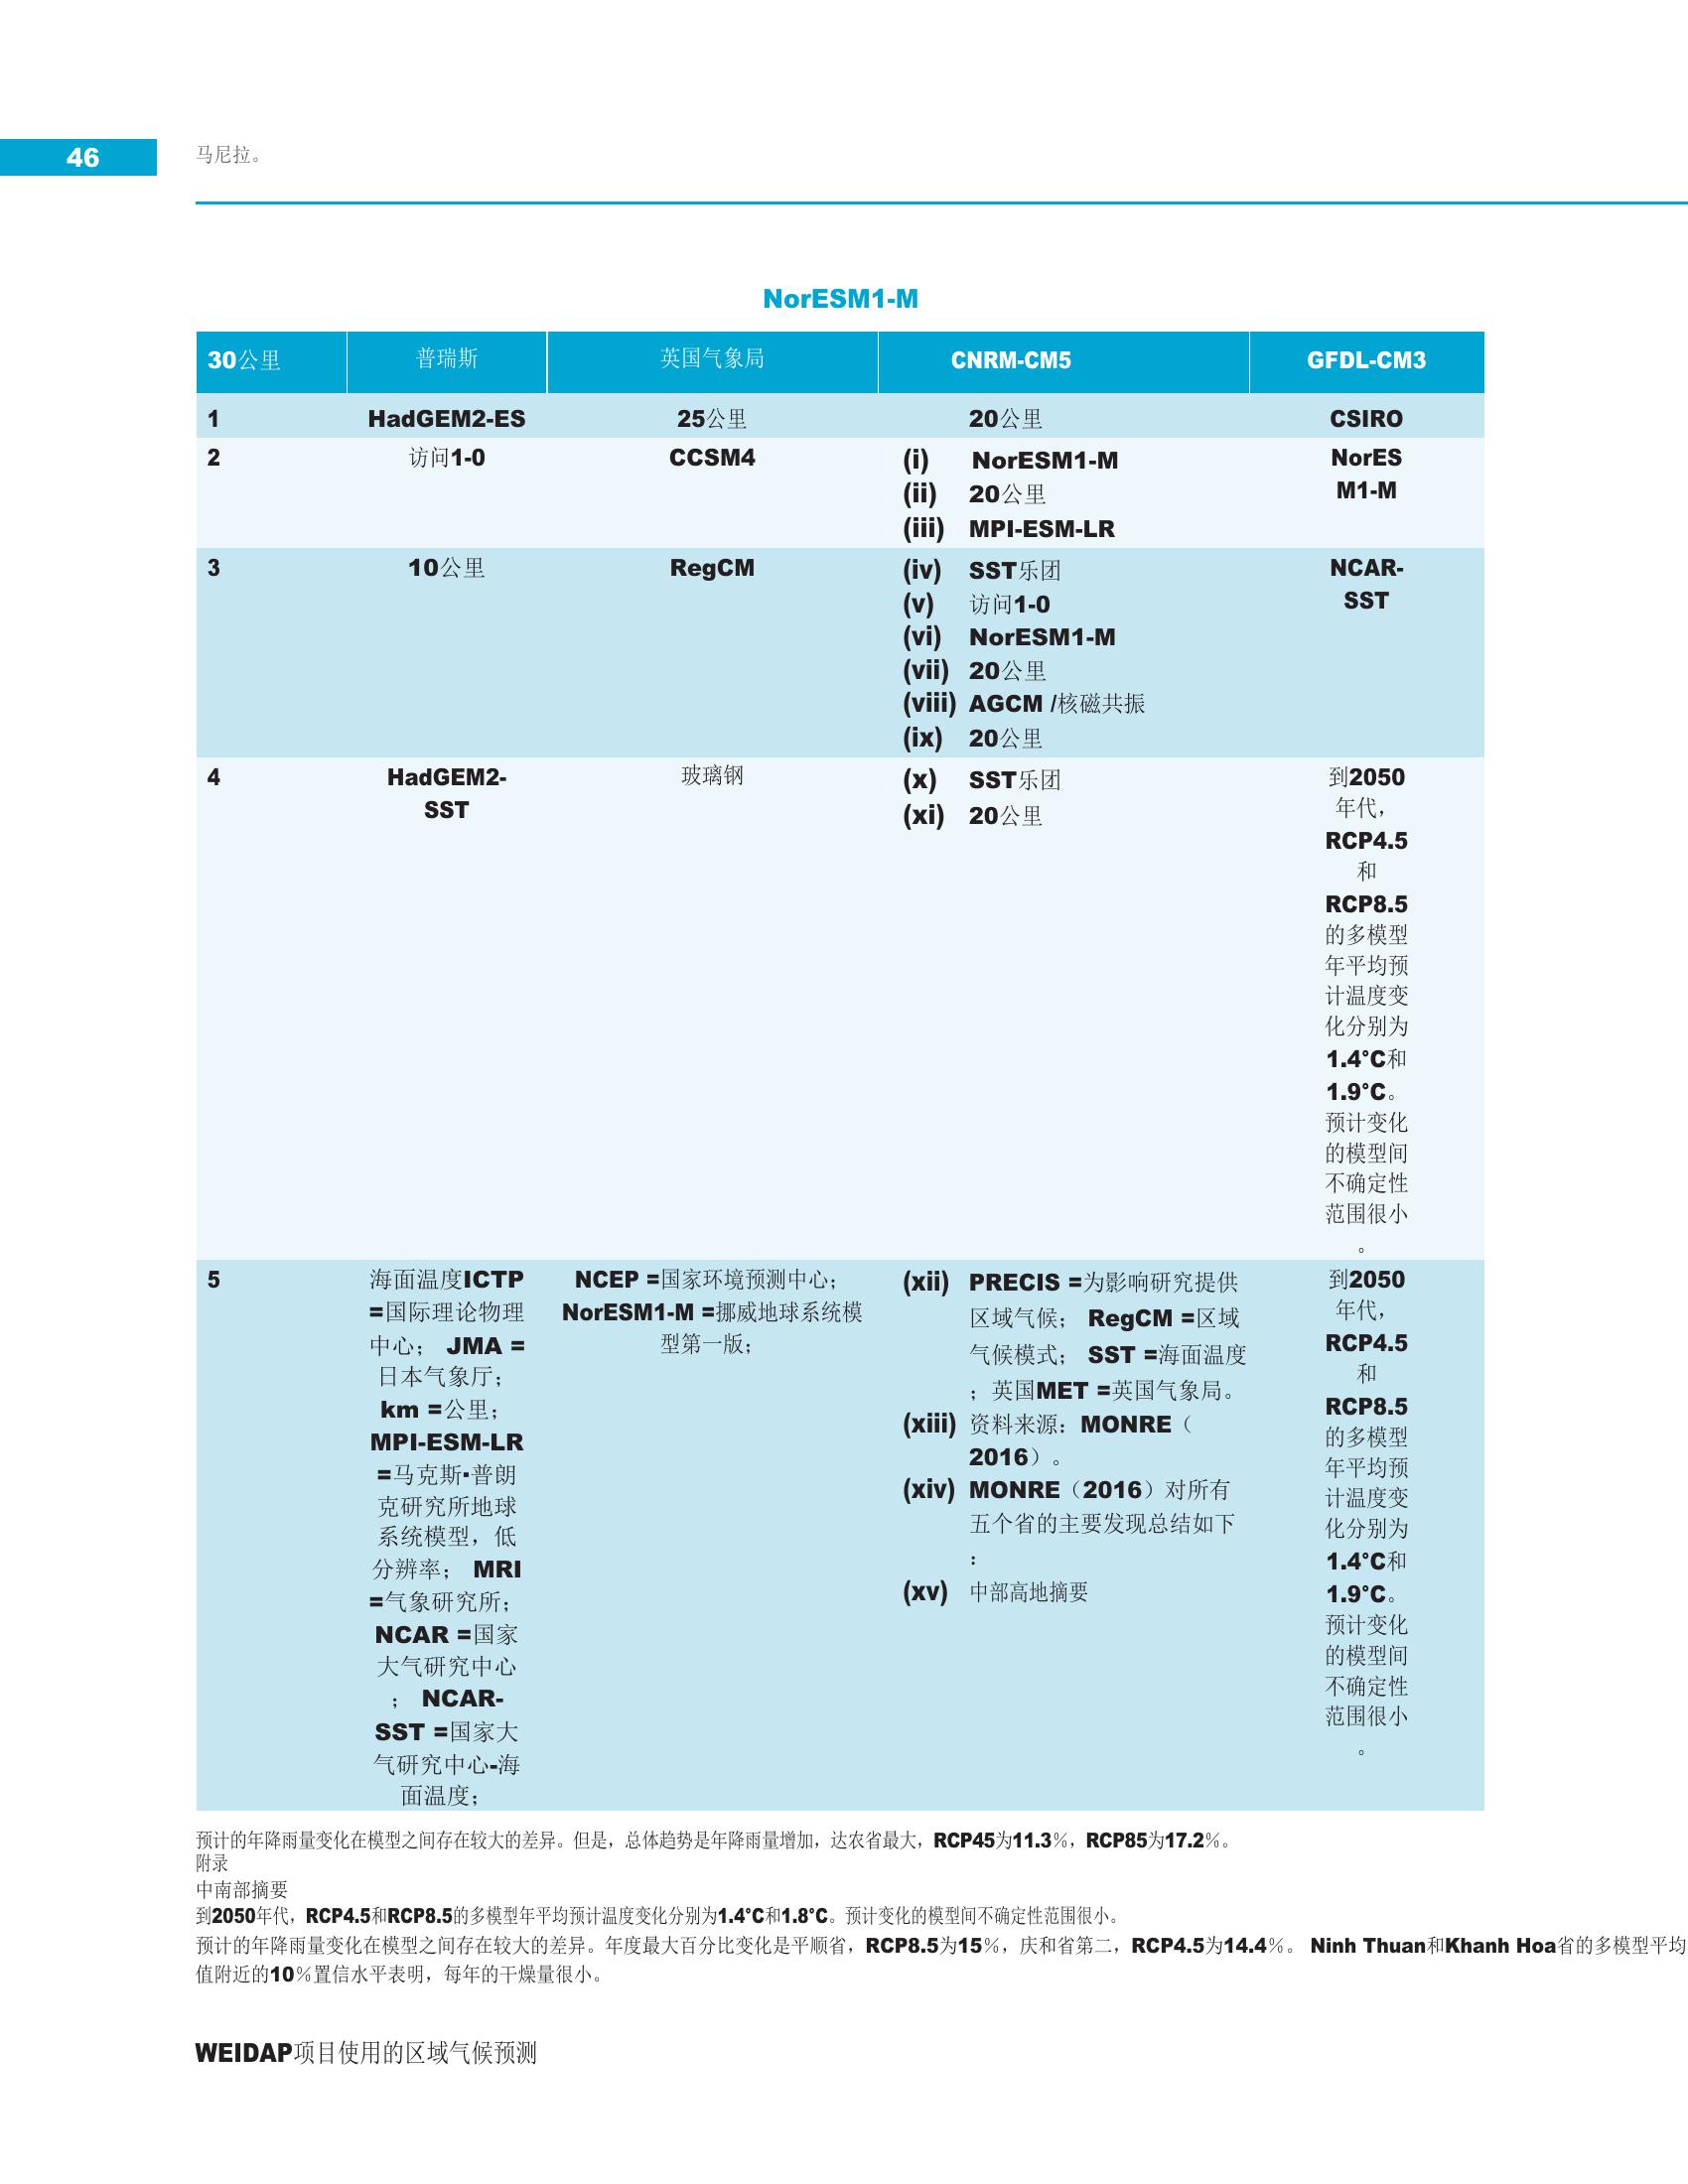 46
马尼拉。
NorESM1-M
30公里
普瑞斯
英国气象局
CNRM-CM5
GFDL-CM3
1
HadGEM2-ES
25公里
20公里
CSIRO
2
访问1-0
CCSM4
(i) NorESM1-M
(ii) 20公里
(iii) MPI-ESM-LR
NorES
M1-M
3
10公里
RegCM
(iv) SST乐团
(v) 访问1-0
(vi) NorESM1-M
(vii) 20公里
(viii) AGCM /核磁共振
(ix) 20公里
NCAR-
SST
4
HadGEM2-
SST
玻璃钢
(x) SST乐团
(xi) 20公里
到2050
年代，
RCP4.5
和
RCP8.5
的多模型
年平均预
计温度变
化分别为
1.4°C和
1.9°C。
预计变化
的模型间
不确定性
范围很小
。
5
海面温度ICTP
=国际理论物理
中心； JMA =
日本气象厅；
km =公里；
MPI-ESM-LR
=马克斯·普朗
克研究所地球
系统模型，低
分辨率； MRI
=气象研究所；
NCAR =国家
大气研究中心
； NCAR-
SST =国家大
气研究中心-海
面温度；
NCEP =国家环境预测中心；
NorESM1-M =挪威地球系统模
型第一版；
(xii) PRECIS =为影响研究提供
区域气候； RegCM =区域
气候模式； SST =海面温度
；英国MET =英国气象局。
(xiii) 资料来源：MONRE（
2016）。
(xiv) MONRE（2016）对所有
五个省的主要发现总结如下
：
(xv) 中部高地摘要
到2050
年代，
RCP4.5
和
RCP8.5
的多模型
年平均预
计温度变
化分别为
1.4°C和
1.9°C。
预计变化
的模型间
不确定性
范围很小
。
预计的年降雨量变化在模型之间存在较大的差异。但是，总体趋势是年降雨量增加，达农省最大，RCP45为11.3％，RCP85为17.2％。
附录
中南部摘要
到2050年代，RCP4.5和RCP8.5的多模型年平均预计温度变化分别为1.4°C和1.8°C。预计变化的模型间不确定性范围很小。
预计的年降雨量变化在模型之间存在较大的差异。年度最大百分比变化是平顺省，RCP8.5为15％，庆和省第二，RCP4.5为14.4％。 Ninh Thuan和Khanh Hoa省的多模型平均
值附近的10％置信水平表明，每年的干燥量很小。
WEIDAP项目使用的区域气候预测